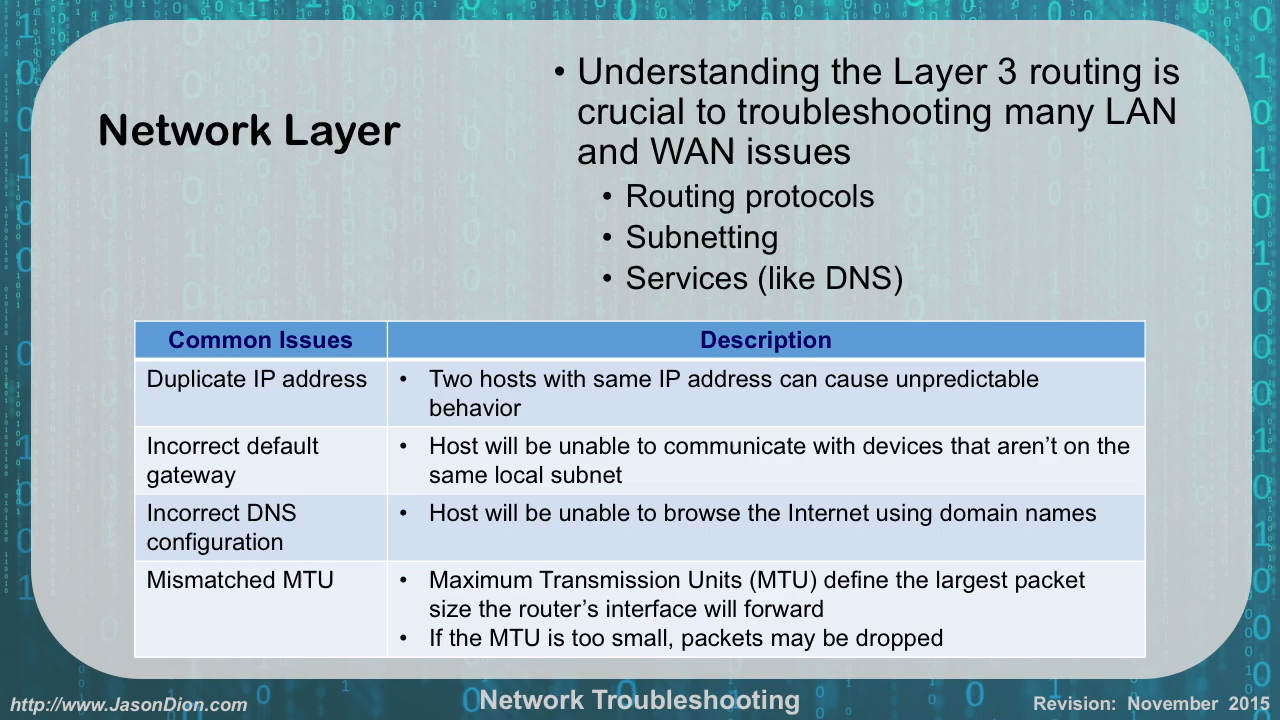 Network Layer
• Understanding the Layer 3 routing is
crucial to troubleshooting many LAN
and WAN issues
• Routing protocols
• Subnetting
• Services (like DNS)
Common Issues
Description
Duplicate IP address
• Two hosts with same IP address can cause unpredictable
behavior
Incorrect default
gateway
• Host will be unable to communicate with devices that aren’t on the
same local subnet
Incorrect DNS
configuration
• Host will be unable to browse the Internet using domain names
Mismatched MTU
• Maximum Transmission Units (MTU) define the largest packet
size the router’s interface will forward
• If the MTU is too small, packets may be dropped
http://www.JasonDion.com
Network Troubleshooting
Revision: November 2015